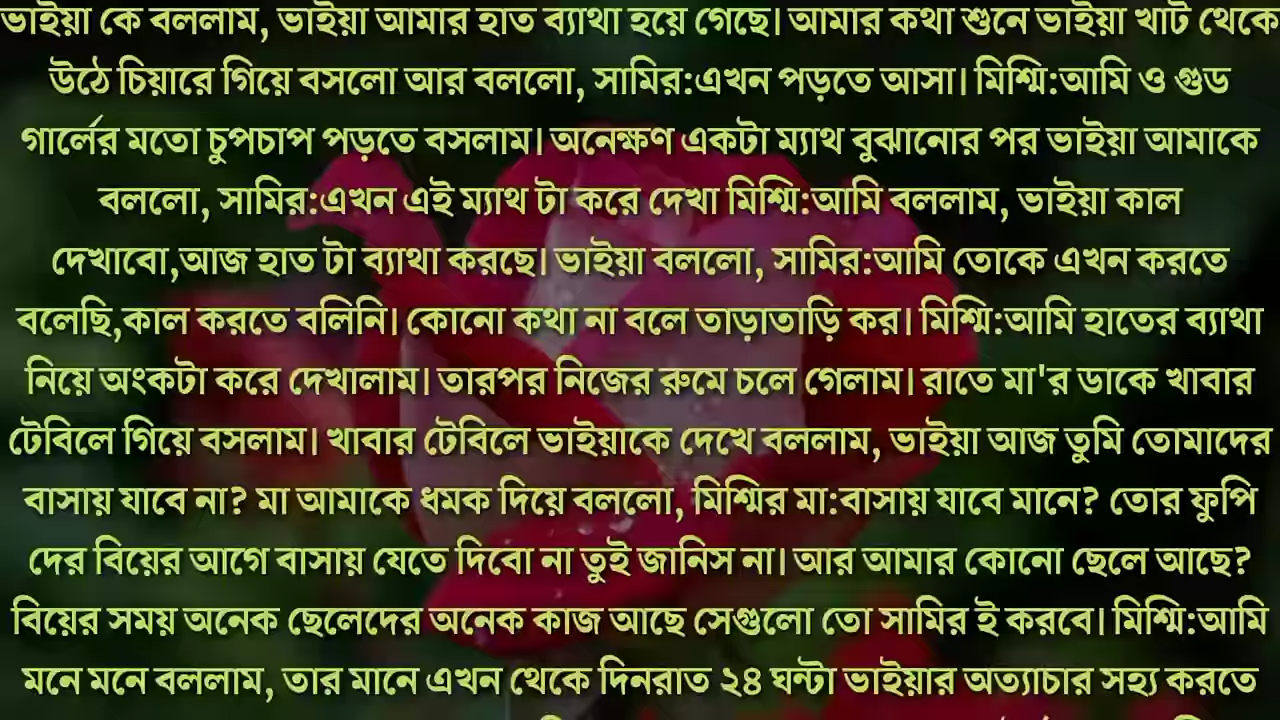 ভাইয়া কে বললাম, ভাইয়া আমার হাত ব্যাথা হয়ে গেছে। আমার কথা শুনে ভাইয়া খাট থেকে
উঠে চিয়ারে গিয়ে বসলো আর বললো, সামির:এখন পড়তে আসা। মিশ্মি:আমি ও গুড
গার্লের মতো চুপচাপ পড়তে বসলাম। অনেক্ষণ একটা ম্যাথ বুঝানোর পর ভাইয়া আমাকে
বললো, সামির:এখন এই ম্যাথ টা করে দেখা মিশ্মি:আমি বললাম, ভাইয়া কাল
দেখাবো,আজ হাত টা ব্যাথা করছে। ভাইয়া বললো, সামির:আমি তোকে এখন করতে
বলেছি,কাল করতে বলিনি। কোনো কথা না বলে তাড়াতাড়ি কর। মিশ্মি:আমি হাতের ব্যাথা
নিয়ে অংকটা করে দেখালাম। তারপর নিজের রুমে চলে গেলাম। রাতে মা'র ডাকে খাবার
টেবিলে গিয়ে বসলাম। খাবার টেবিলে ভাইয়াকে দেখে বললাম, ভাইয়া আজ তুমি তোমাদের
বাসায় যাবে না? মা আমাকে ধমক দিয়ে বললো, মিশ্মির মা:বাসায় যাবে মানে? তোর ফুপি
দের বিয়ের আগে বাসায় যেতে দিবো না তুই জানিস না। আর আমার কোনো ছেলে আছে?
বিয়ের সময় অনেক ছেলেদের অনেক কাজ আছে সেগুলো তো সামির ই করবে। মিশ্মি:আমি
মনে মনে বললাম, তার মানে এখন থেকে দিনরাত ২৪ ঘন্টা ভাইয়ার অত্যাচার সহ্য করতে